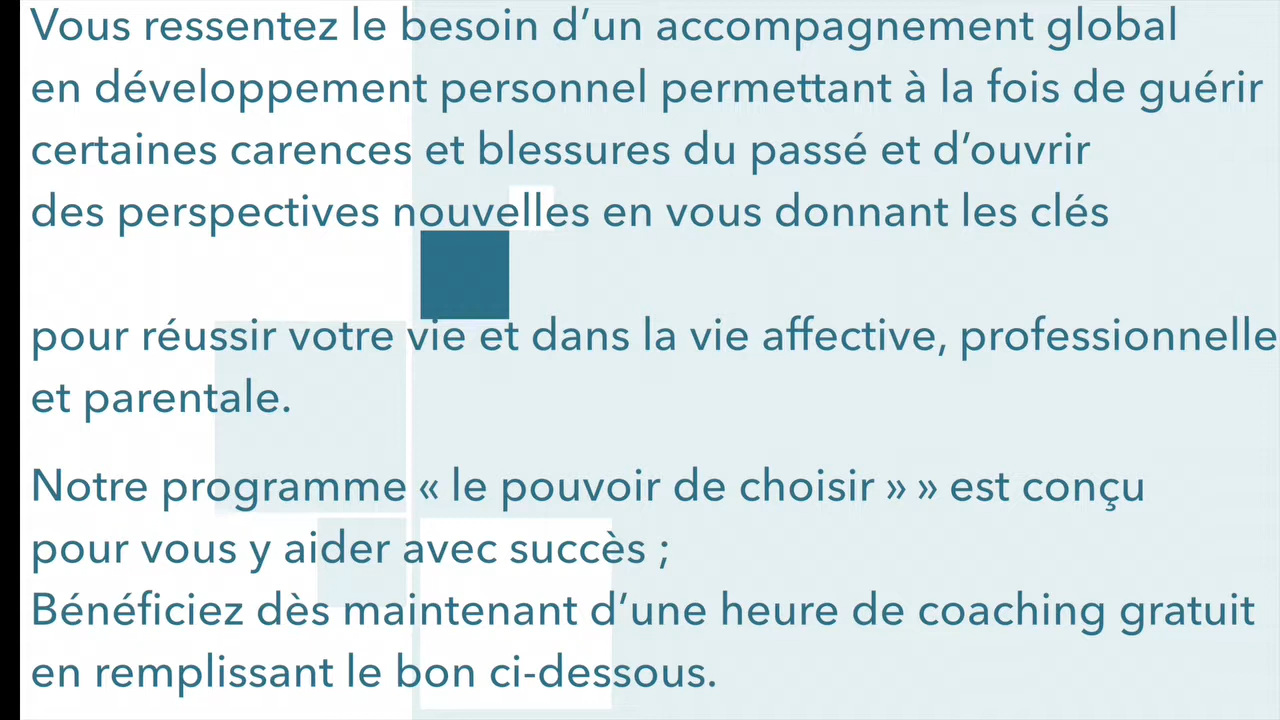 Vous ressentez le besoin d’un accompagnement global
en développement personnel permettant à la fois de guérir
certaines carences et blessures du passé et d’ouvrir
des perspectives nouvelles en vous donnant les clés
pour réussir votre vie et dans la vie affective, professionnelle
et parentale.
Notre programme « le pouvoir de choisir » » est conçu
pour vous y aider avec succès ;
Bénéficiez dès maintenant d’une heure de coaching gratuit
en remplissant le bon ci-dessous.